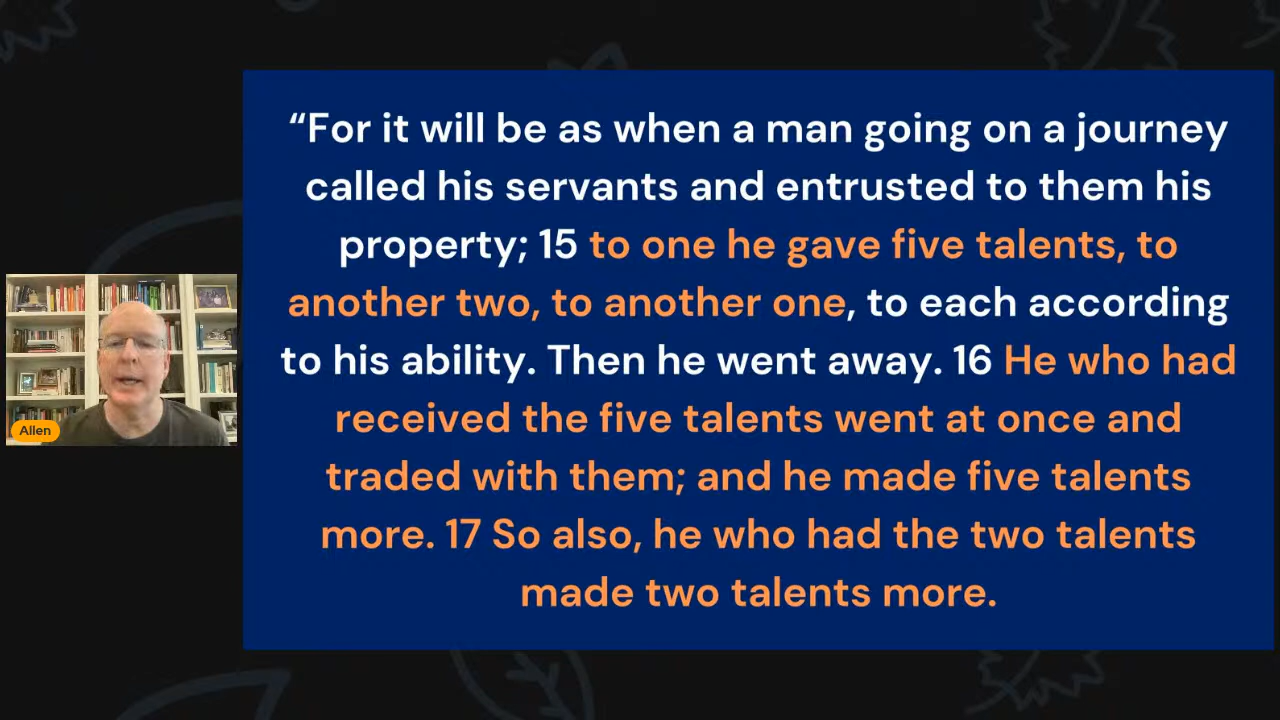 “For it will be as when a man going on a journey
called his servants and entrusted to them his
property; 15 to one he gave five talents, to
another two, to another one, to each according
to his ability. Then he went away. 16 He who had
received the five talents went at once and
traded with them; and he made five talents
more. 17 So also, he who had the two talents
made two talents more.
Allen